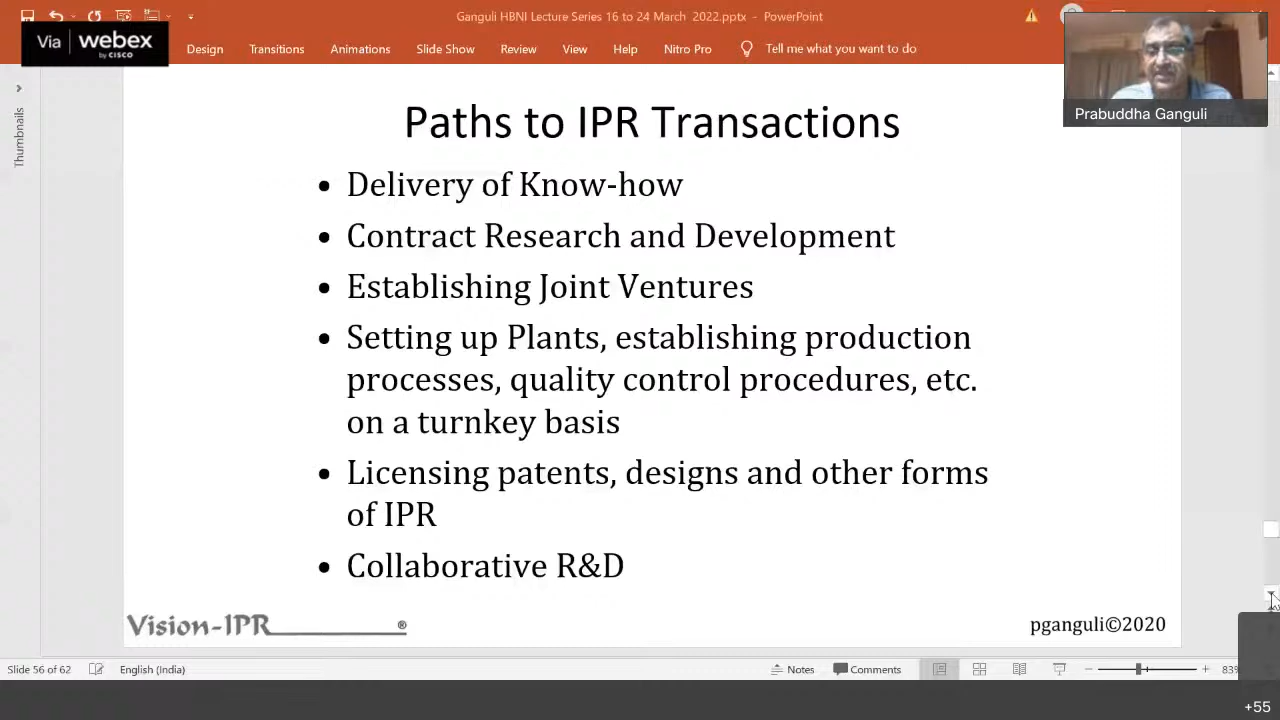 Ganguli HBNI Lecture Series 16 to 24 March 2022.pptx - PowerPoint
Via webex
by CISCO
Design Transitions Animations Slide Show Review View Help Nitro Pro Tell me what you want to do
Prabuddha Ganguli
Thumbnails
Paths to IPR Transactions
• Delivery of Know-how
• Contract Research and Development
• Establishing Joint Ventures
• Setting up Plants, establishing production
processes, quality control procedures, etc.
on a turnkey basis
• Licensing patents, designs and other forms
of IPR
• Collaborative R&D
Vision-IPR ®
pganguli©2020
Slide 56 of 62 English (India) Notes Comments 83%
+55